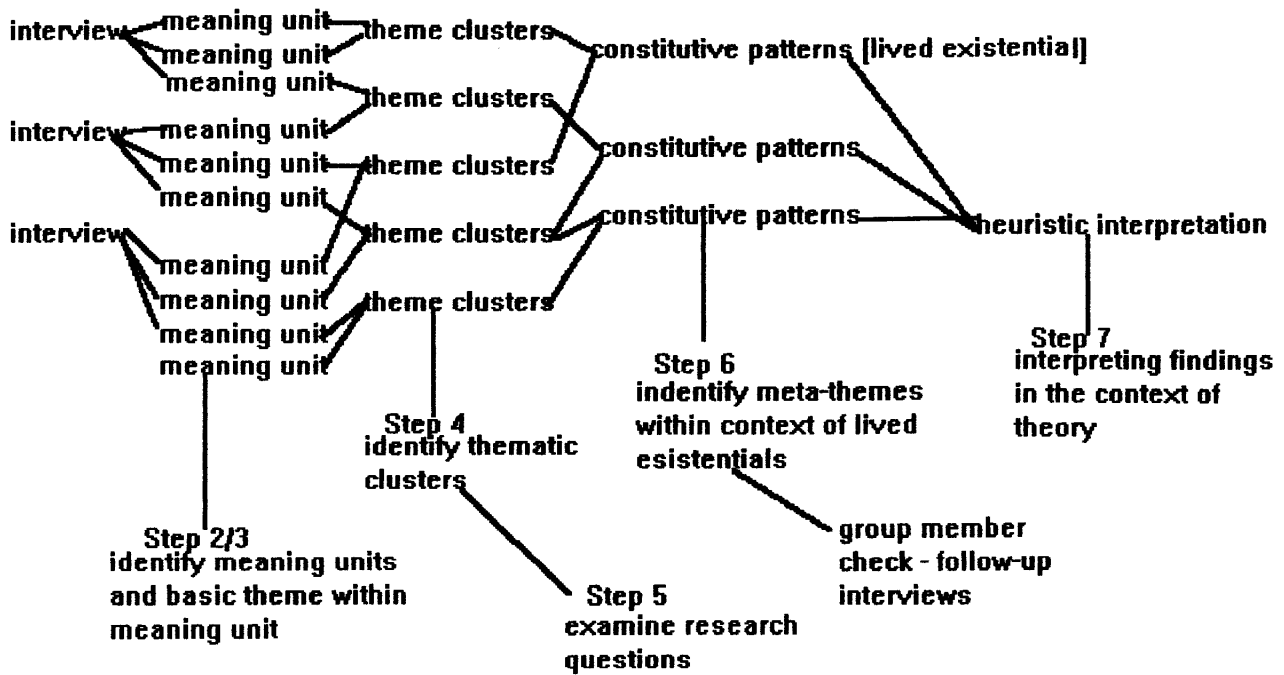 interview
meaning unit
meaning unit
meaning unit
interview
meaning unit
meaning unit
meaning unit
interview
meaning unit
meaning unit
meaning unit
meaning unit
theme clusters
theme clusters
theme clusters
theme clusters
theme clusters
constitutive patterns [lived existential]
constitutive patterns
constitutive patterns
heuristic interpretation
Step 2/3
identify meaning units
and basic theme within
meaning unit
Step 4
identify thematic
clusters
Step 5
examine research
questions
Step 6
indentify meta-themes
within context of lived
esistentials
group member
check - follow-up
interviews
Step 7
interpreting findings
in the context of
theory